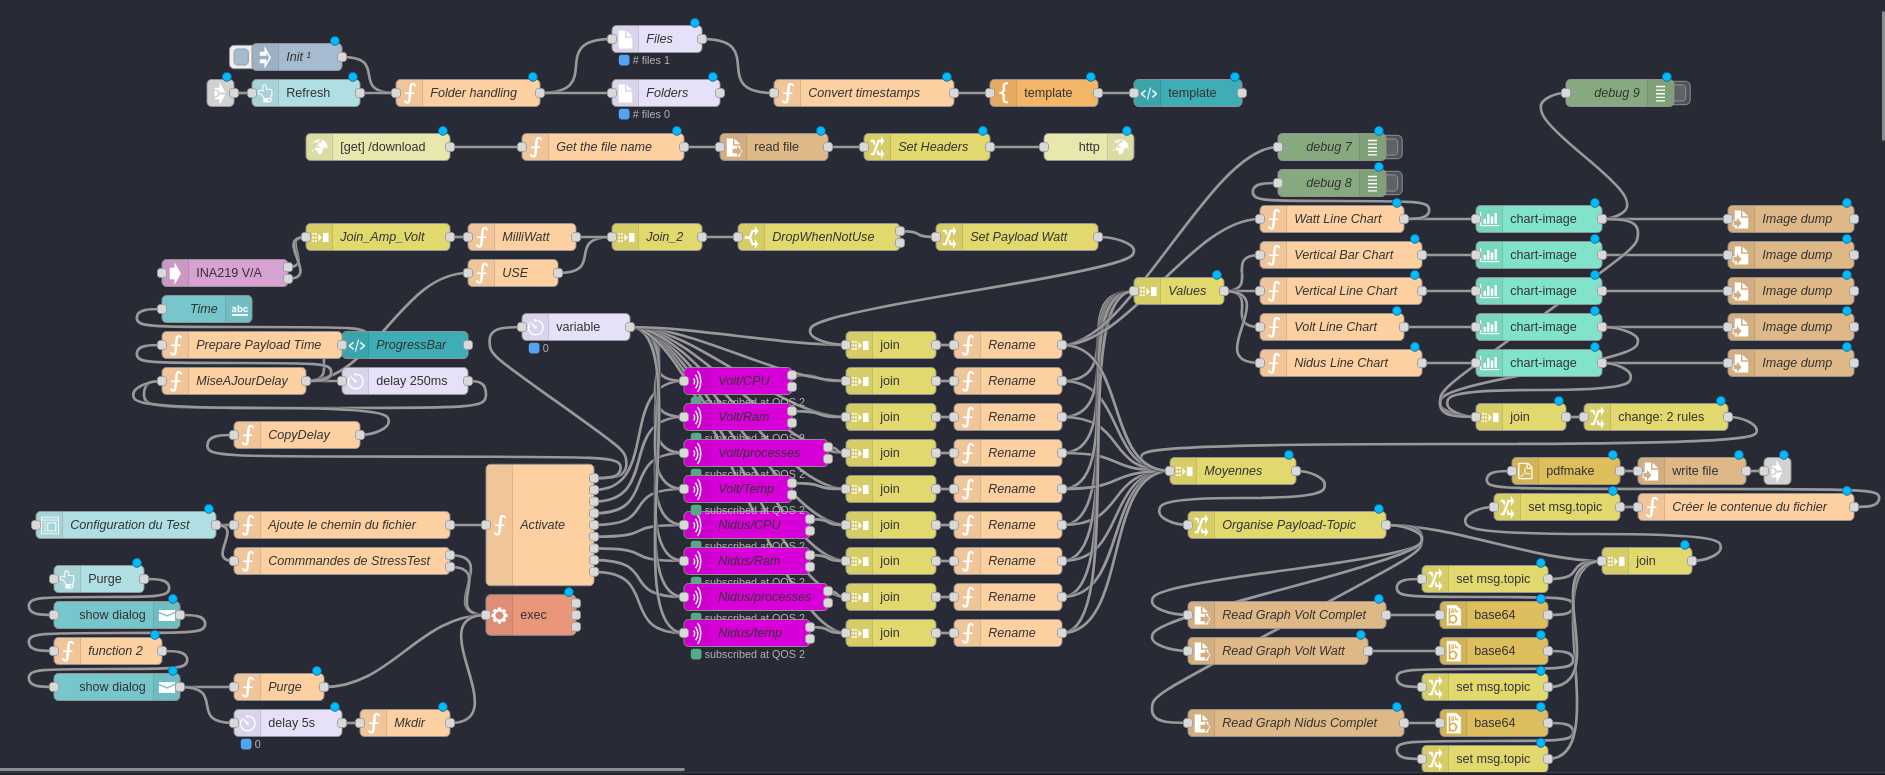 Files
Init ¹
# files 1
Refresh
Folder handling
Folders
Convert timestamps
template
template
debug 9
# files 0
[get] /download
Get the file name
read file
Set Headers
http
debug 7
debug 8
Watt Line Chart
chart-image
Image dump
Join_Amp_Volt
MilliWatt
Join_2
DropWhenNotUse
Set Payload Watt
Vertical Bar Chart
chart-image
Image dump
INA219 V/A
USE
Values
Vertical Line Chart
chart-image
Image dump
Time
variable
Volt Line Chart
chart-image
Image dump
Prepare Payload Time
ProgressBar
0
join
Rename
Nidus Line Chart
chart-image
Image dump
MiseAJourDelay
delay 250ms
Volt/CPU
join
Rename
subscribed at QOS 2
Volt/Ram
join
Rename
join
change: 2 rules
CopyDelay
subscribed at QOS 2
Volt/processes
join
Rename
Moyennes
pdfmake
write file
subscribed at QOS 2
Volt/Temp
join
Rename
set msg.topic
Créer le contenue du fichier
subscribed at QOS 2
Configuration du Test
Ajoute le chemin du fichier
Activate
Nidus/CPU
join
Rename
Organise Payload-Topic
subscribed at QOS 2
Commmandes de StressTest
Nidus/Ram
join
Rename
join
Purge
subscribed at QOS 2
set msg.topic
show dialog
exec
Nidus/processes
join
Rename
Read Graph Volt Complet
base64
subscribed at QOS 2
function 2
Nidus/temp
join
Rename
Read Graph Volt Watt
base64
subscribed at QOS 2
show dialog
Purge
set msg.topic
delay 5s
Mkdir
Read Graph Nidus Complet
base64
0
set msg.topic
abc